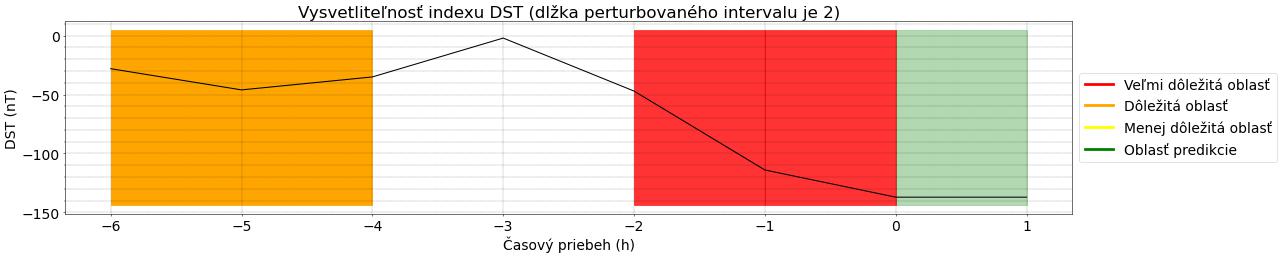 Vysvetliteľnosť indexu DST (dlžka perturbovaného intervalu je 2)
DST (nT)
0
−50
−100
−150
−6 −5 −4 −3 −2 −1 0 1
Časový priebeh (h)
Veľmi dôležitá oblasť
Dôležitá oblasť
Menej dôležitá oblasť
Oblasť predikcie